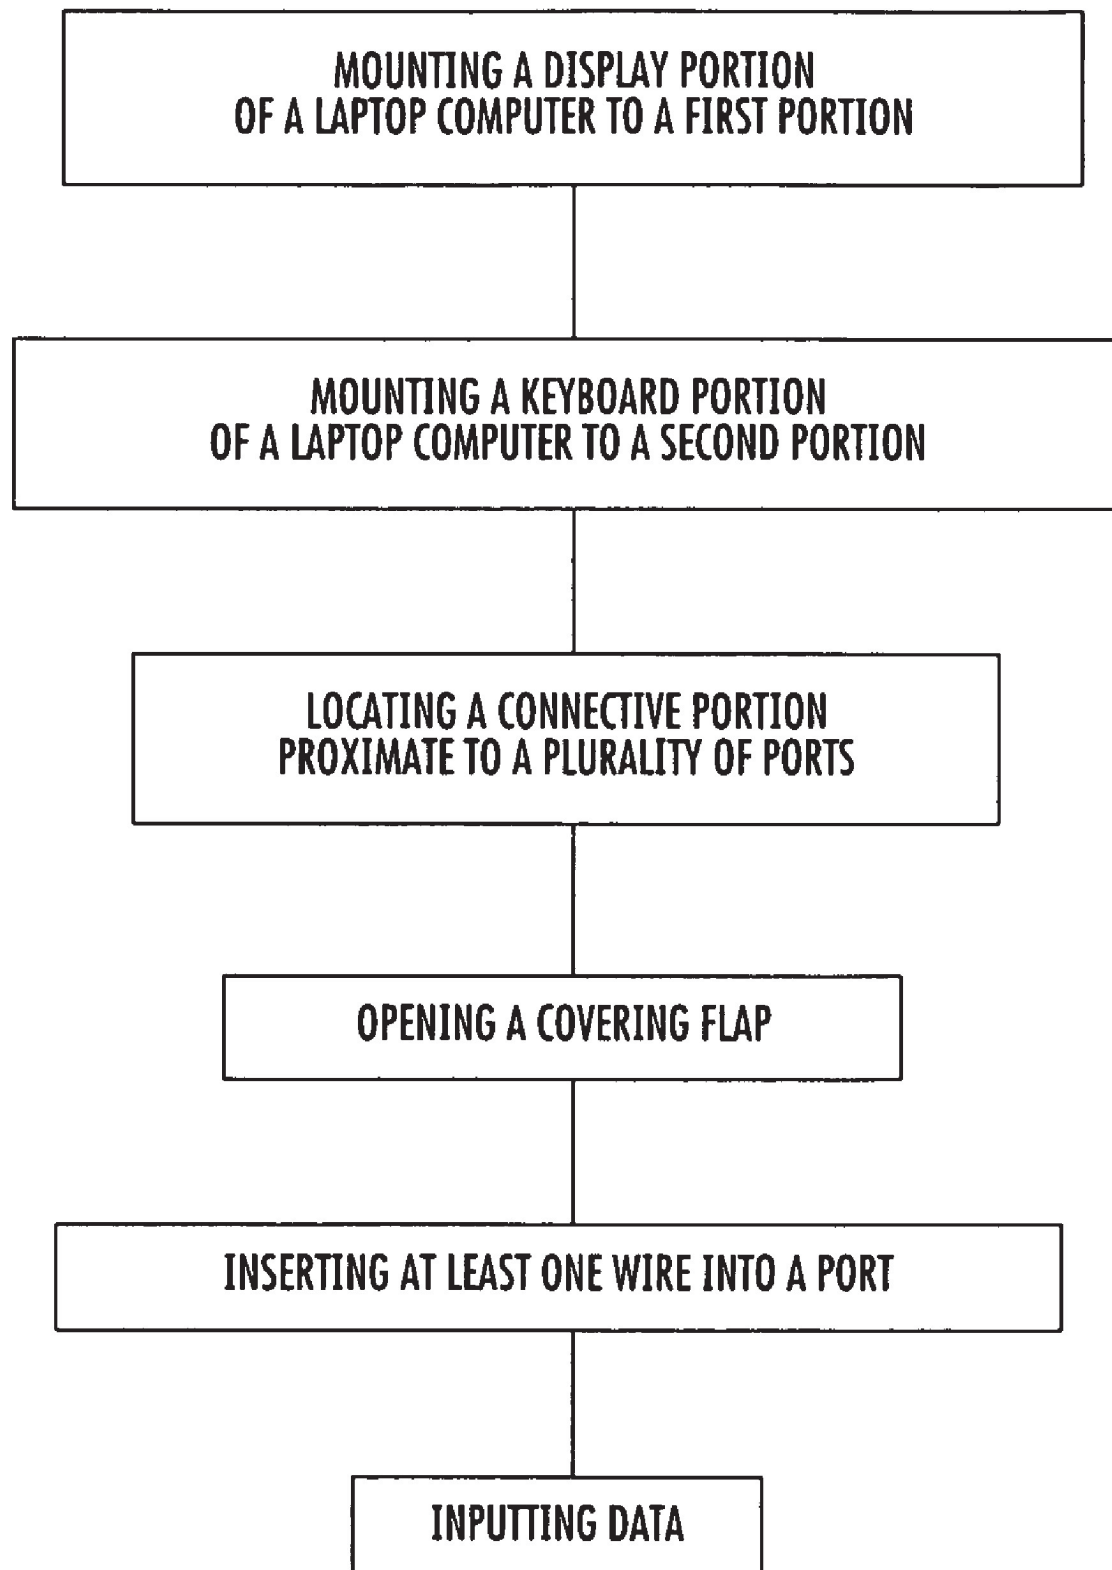 MOUNTING A DISPLAY PORTION
OF A LAPTOP COMPUTER TO A FIRST PORTION
MOUNTING A KEYBOARD PORTION
OF A LAPTOP COMPUTER TO A SECOND PORTION
LOCATING A CONNECTIVE PORTION
PROXIMATE TO A PLURALITY OF PORTS
OPENING A COVERING FLAP
INSERTING AT LEAST ONE WIRE INTO A PORT
INPUTTING DATA